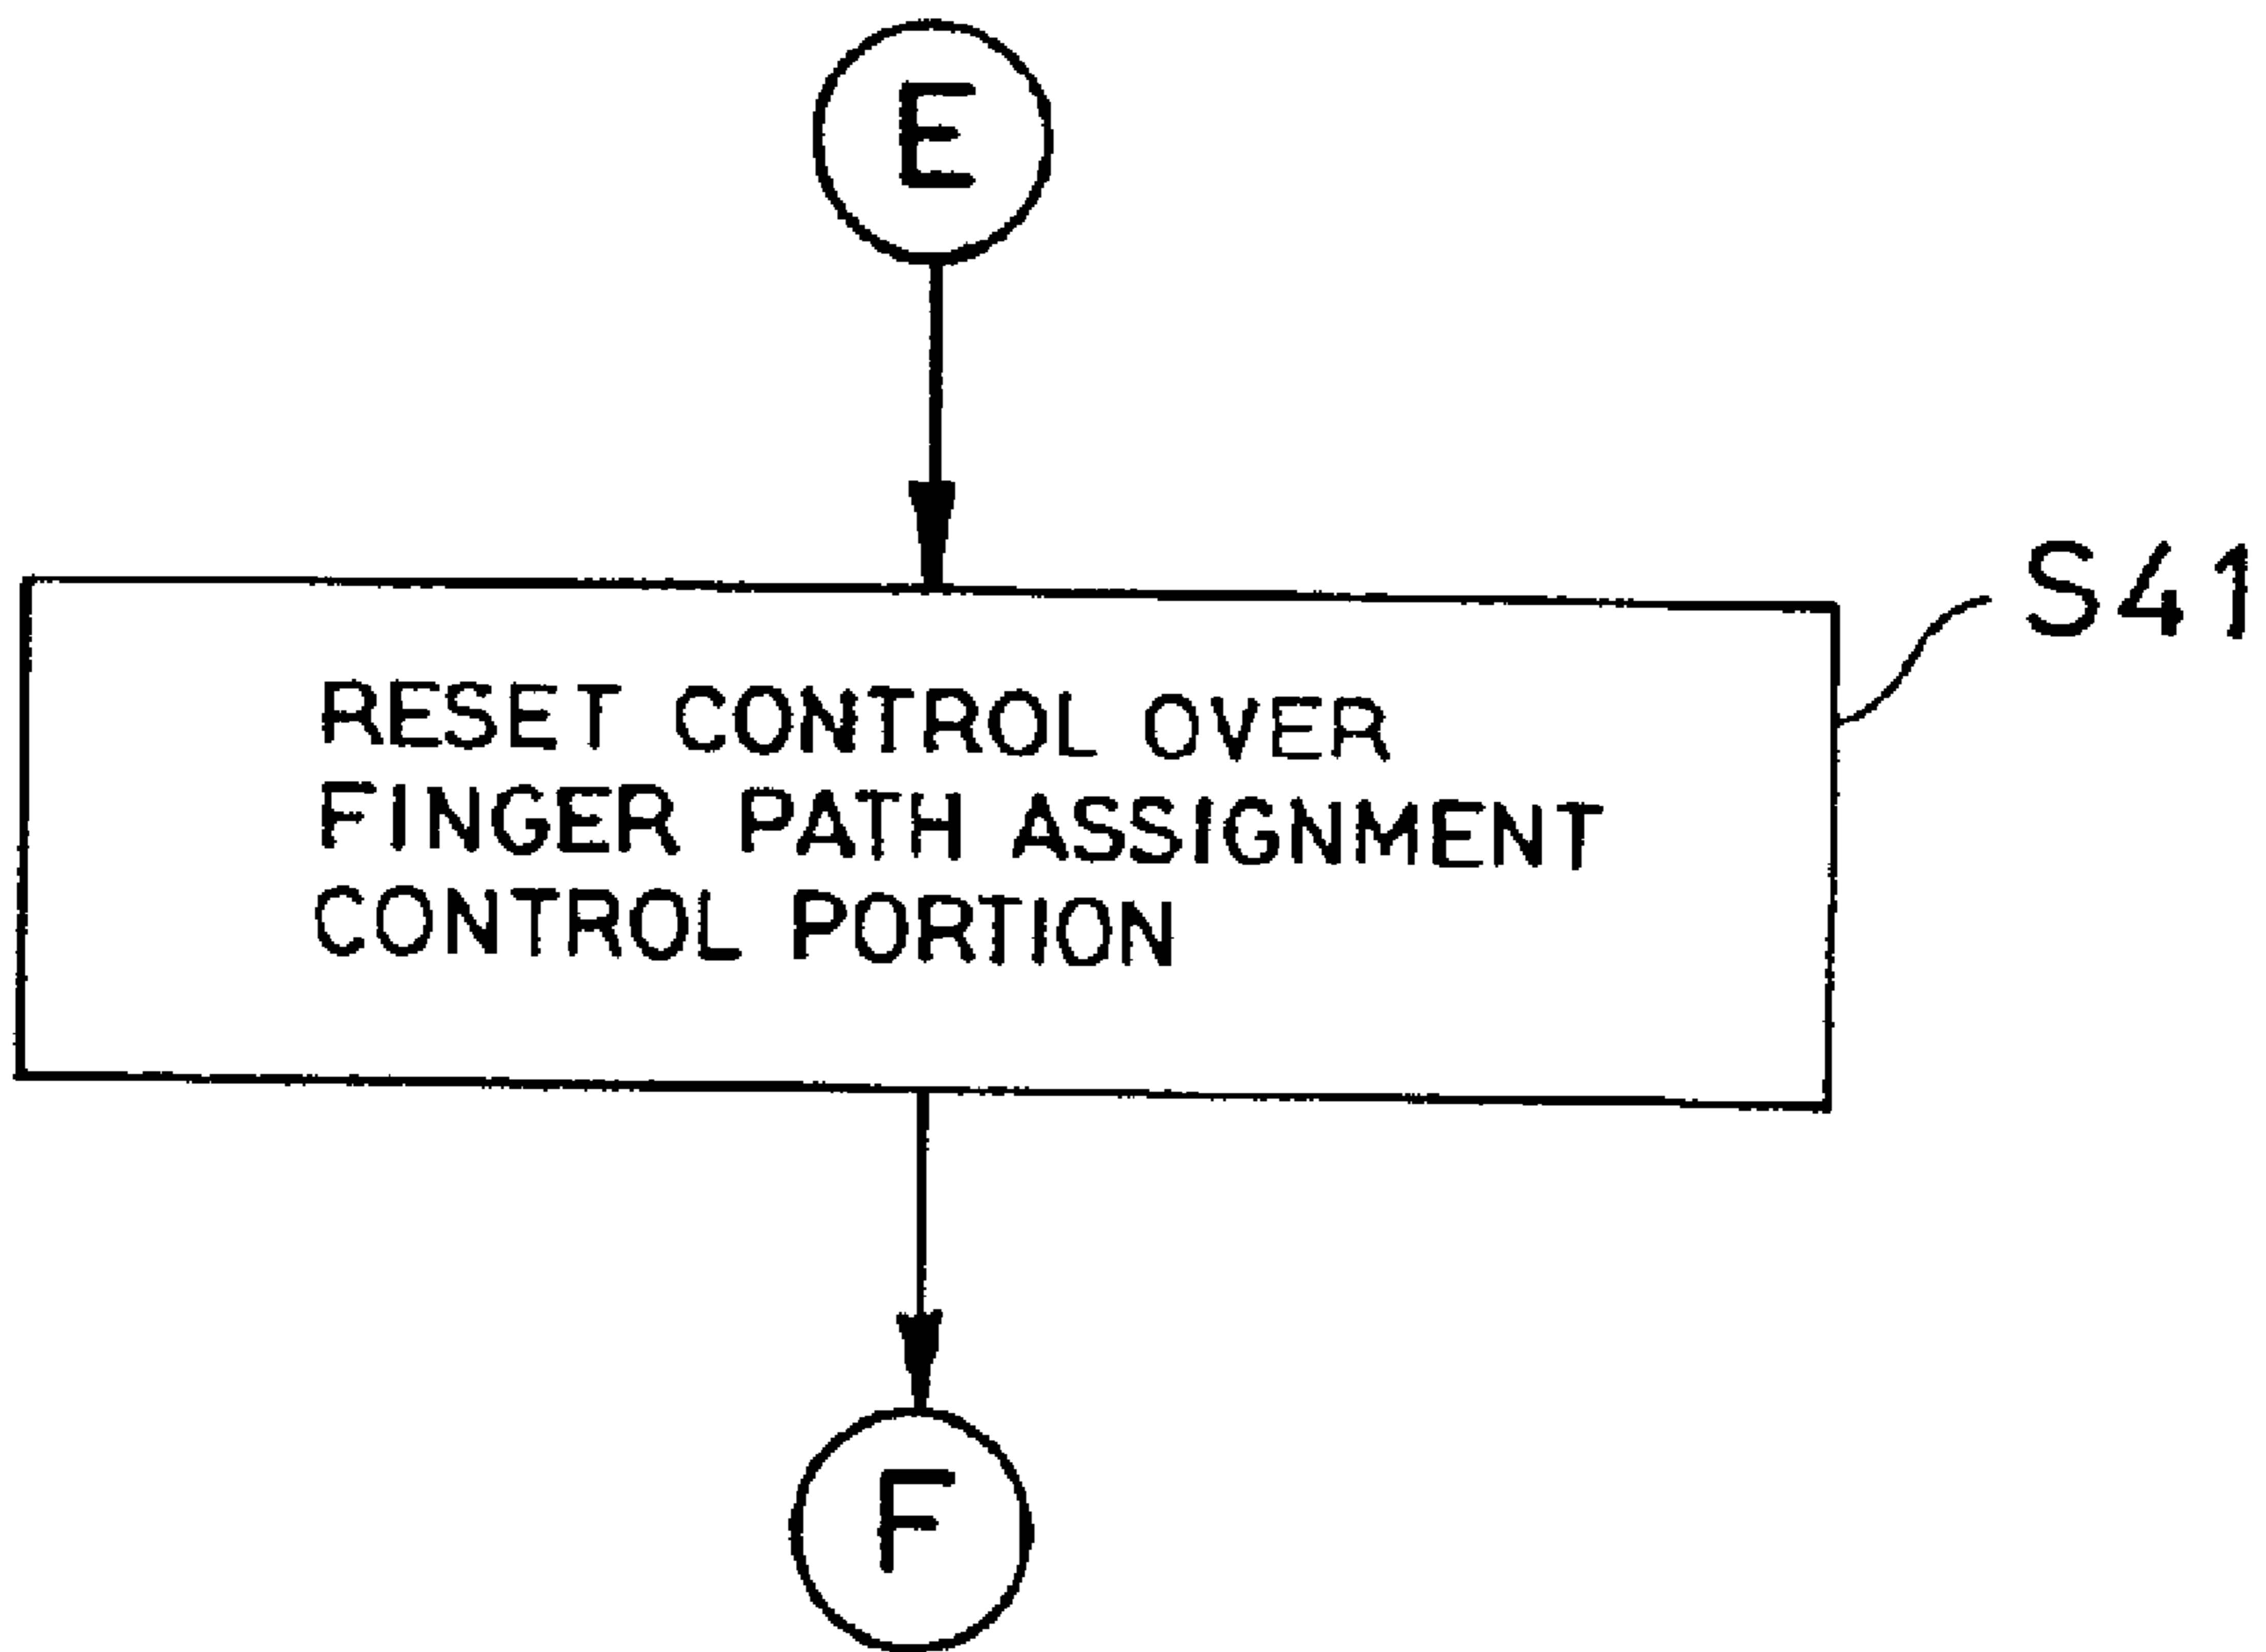 E
S41
RESET CONTROL OVER
FINGER PATH ASSIGNMENT
CONTROL PORTION
F